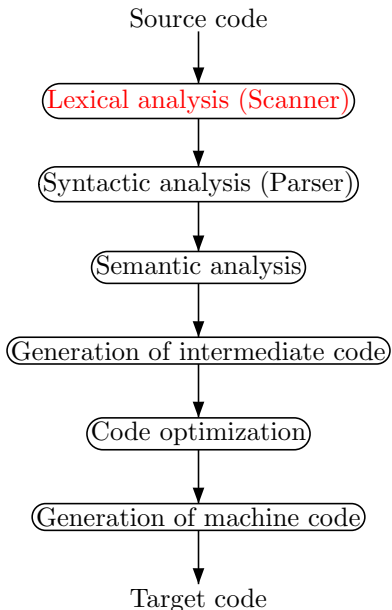 Source code
Lexical analysis (Scanner)
Syntactic analysis (Parser)
Semantic analysis
Generation of intermediate code
Code optimization
Generation of machine code
Target code